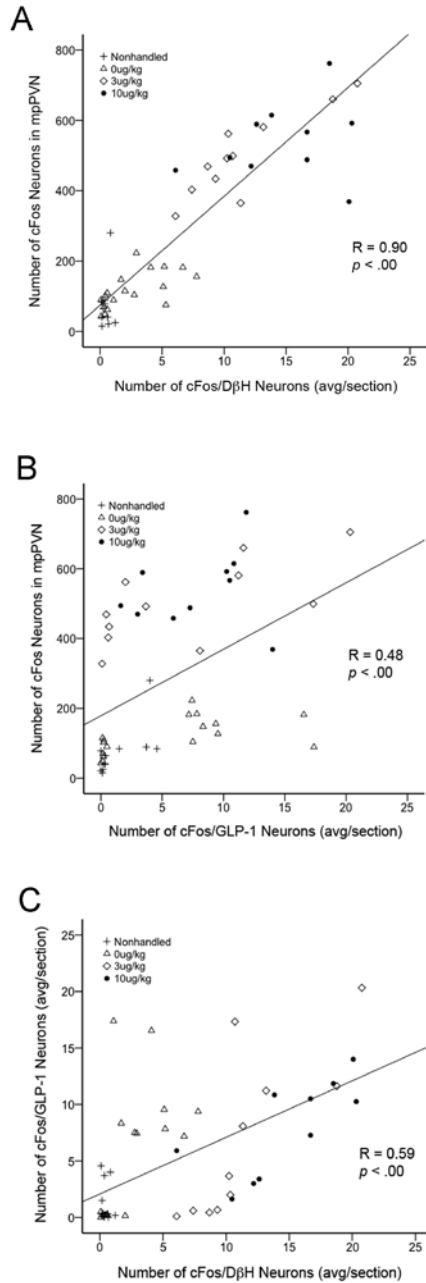 A
Number of cFos Neurons in mpPVN
800
600
400
200
0
+ Nonhandled
△ 0ug/kg
◇ 3ug/kg
● 10ug/kg
R = 0.90
p < .00
0 5 10 15 20 25
Number of cFos/DβH Neurons (avg/section)
B
Number of cFos Neurons in mpPVN
800
600
400
200
0
+ Nonhandled
△ 0ug/kg
◇ 3ug/kg
● 10ug/kg
R = 0.48
p < .00
0 5 10 15 20 25
Number of cFos/GLP-1 Neurons (avg/section)
C
Number of cFos/GLP-1 Neurons (avg/section)
25
20
15
10
5
0
+ Nonhandled
△ 0ug/kg
◇ 3ug/kg
● 10ug/kg
R = 0.59
p < .00
0 5 10 15 20 25
Number of cFos/DβH Neurons (avg/section)